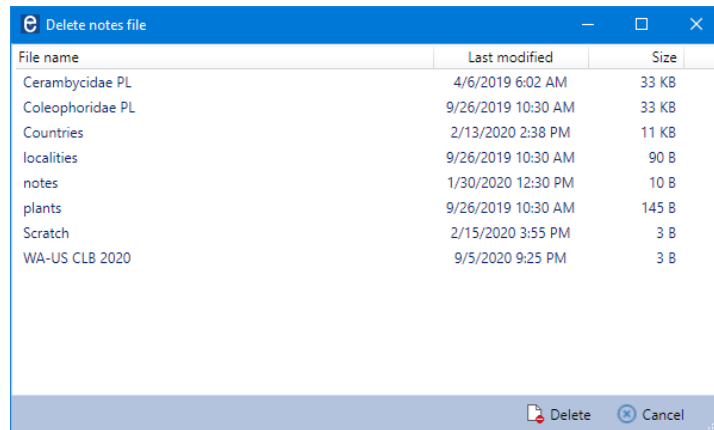 e Delete notes file
File name Last modified Size
Cerambycidae PL 4/6/2019 6:02 AM 33 KB
Coleophoridae PL 9/26/2019 10:30 AM 33 KB
Countries 2/13/2020 2:38 PM 11 KB
localities 9/26/2019 10:30 AM 90 B
notes 1/30/2020 12:30 PM 10 B
plants 9/26/2019 10:30 AM 145 B
Scratch 2/15/2020 3:55 PM 3 B
WA-US CLB 2020 9/5/2020 9:25 PM 3 B
Delete Cancel